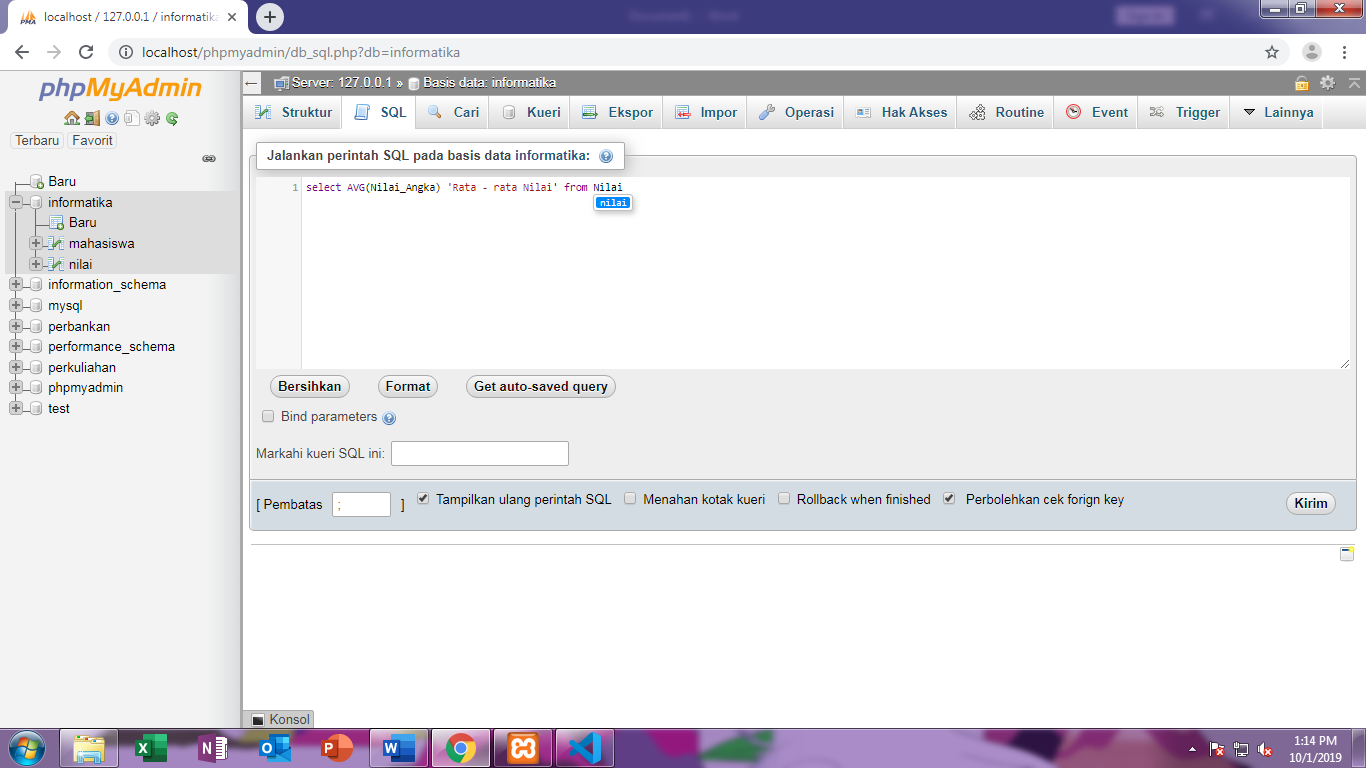 localhost / 127.0.0.1 / informatika
localhost/phpmyadmin/db_sql.php?db=informatika
phpMyAdmin
Terbaru Favorit
Baru
informatika
Baru
mahasiswa
nilai
information_schema
mysql
perbankan
performance_schema
perkuliahan
phpmyadmin
test
Server: 127.0.0.1 » Basis data: informatika
Struktur SQL Cari Kueri Ekspor Impor Operasi Hak Akses Routine Event Trigger Lainnya
Jalankan perintah SQL pada basis data informatika:
1 select AVG(Nilai_Angka) 'Rata - rata Nilai' from Nilai
nilai
Bersihkan Format Get auto-saved query
Bind parameters
Markahi kueri SQL ini:
[ Pembatas ; ] Tampilkan ulang perintah SQL Menahan kotak kueri Rollback when finished Perbolehkan cek forign key Kirim
Konsol
1:14 PM
10/1/2019